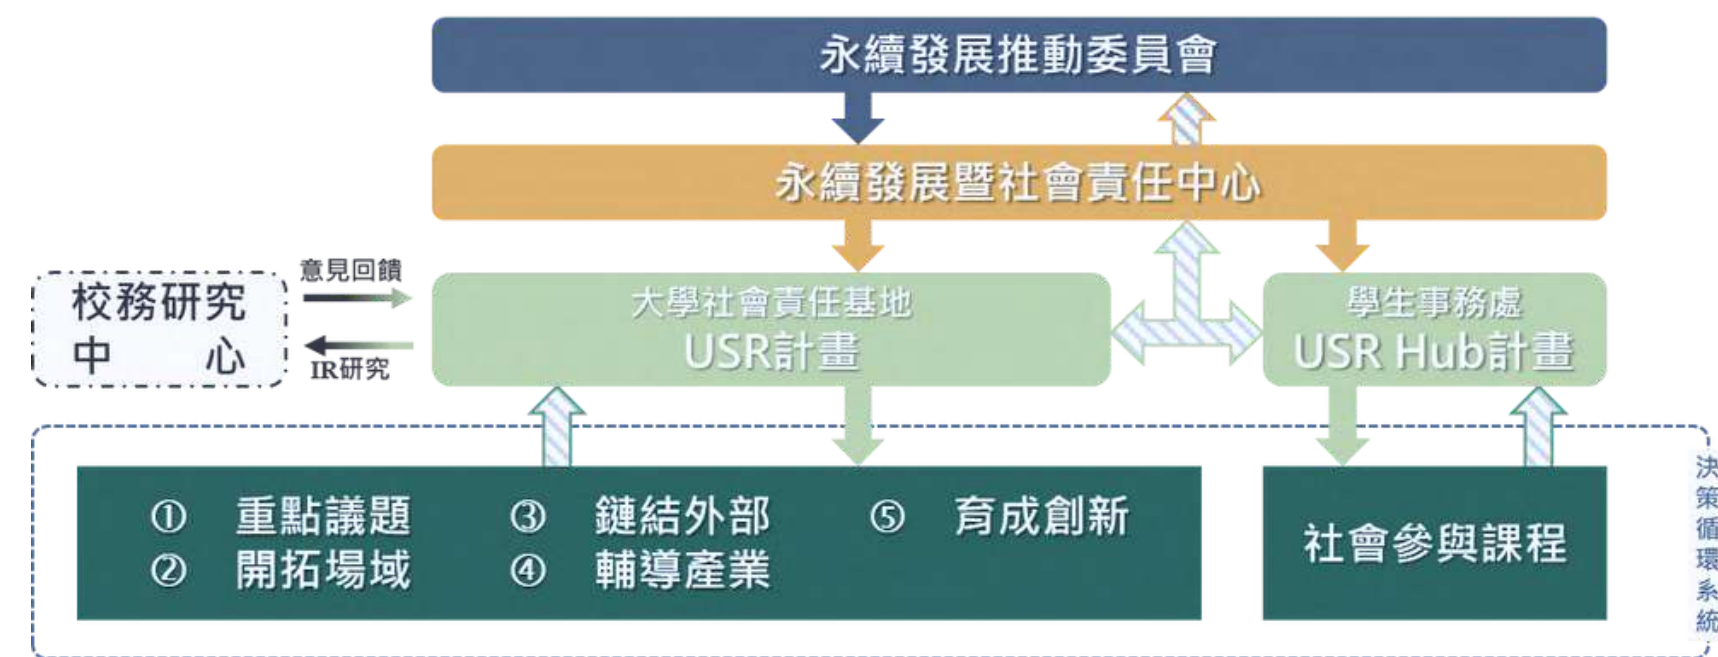 永續發展推動委員會
永續發展暨社會責任中心
意見回饋
校務研究
中 心
IR研究
大學社會責任基地
USR計畫
學生事務處
USR Hub計畫
① 重點議題
② 開拓場域
③ 鏈結外部
④ 輔導產業
⑤ 育成創新
社會參與課程
決策循環系統